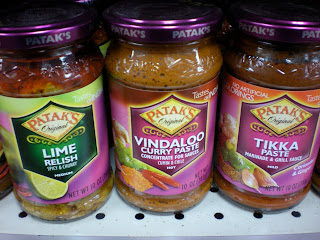 PATAK'S
PATAK'S
PATAK'S
PATAK'S
Original
LIME
RELISH
SPICY & CHUNKY
MEDIUM
PATAK'S
Original
VINDALOO
CURRY PASTE
CONCENTRATE FOR SAUCES
CUMIN & CHILI
HOT
PATAK'S
Original
TIKKA
PASTE
MARINADE & GRILL SAUCE
MILD